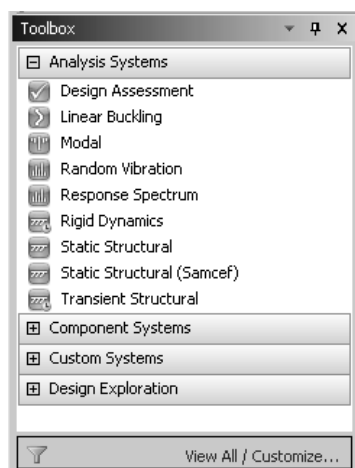 Toolbox
Analysis Systems
Design Assessment
Linear Buckling
Modal
Random Vibration
Response Spectrum
Rigid Dynamics
Static Structural
Static Structural (Samcef)
Transient Structural
Component Systems
Custom Systems
Design Exploration
View All / Customize...